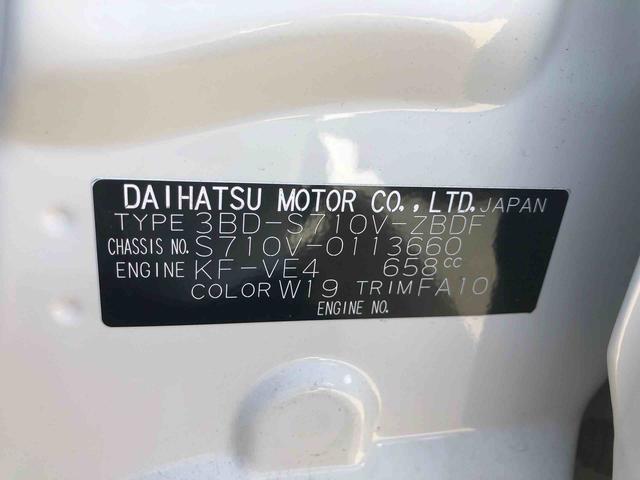 DAIHATSU MOTOR CO., LTD. JAPAN
TYPE 3BD-S710V-ZBDF
CHASSIS NO. S710V-0113660
ENGINE KF-VE4 658cc
COLOR W19 TRIM FA10
ENGINE NO.